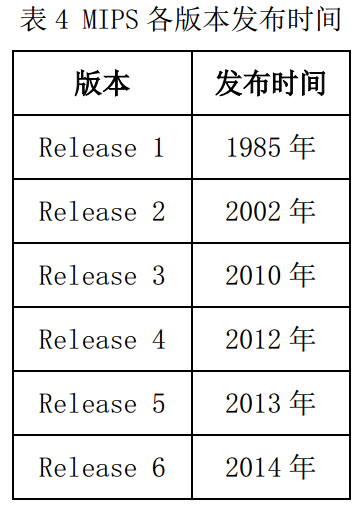 表 4 MIPS 各版本发布时间
版本 发布时间
Release 1 1985 年
Release 2 2002 年
Release 3 2010 年
Release 4 2012 年
Release 5 2013 年
Release 6 2014 年